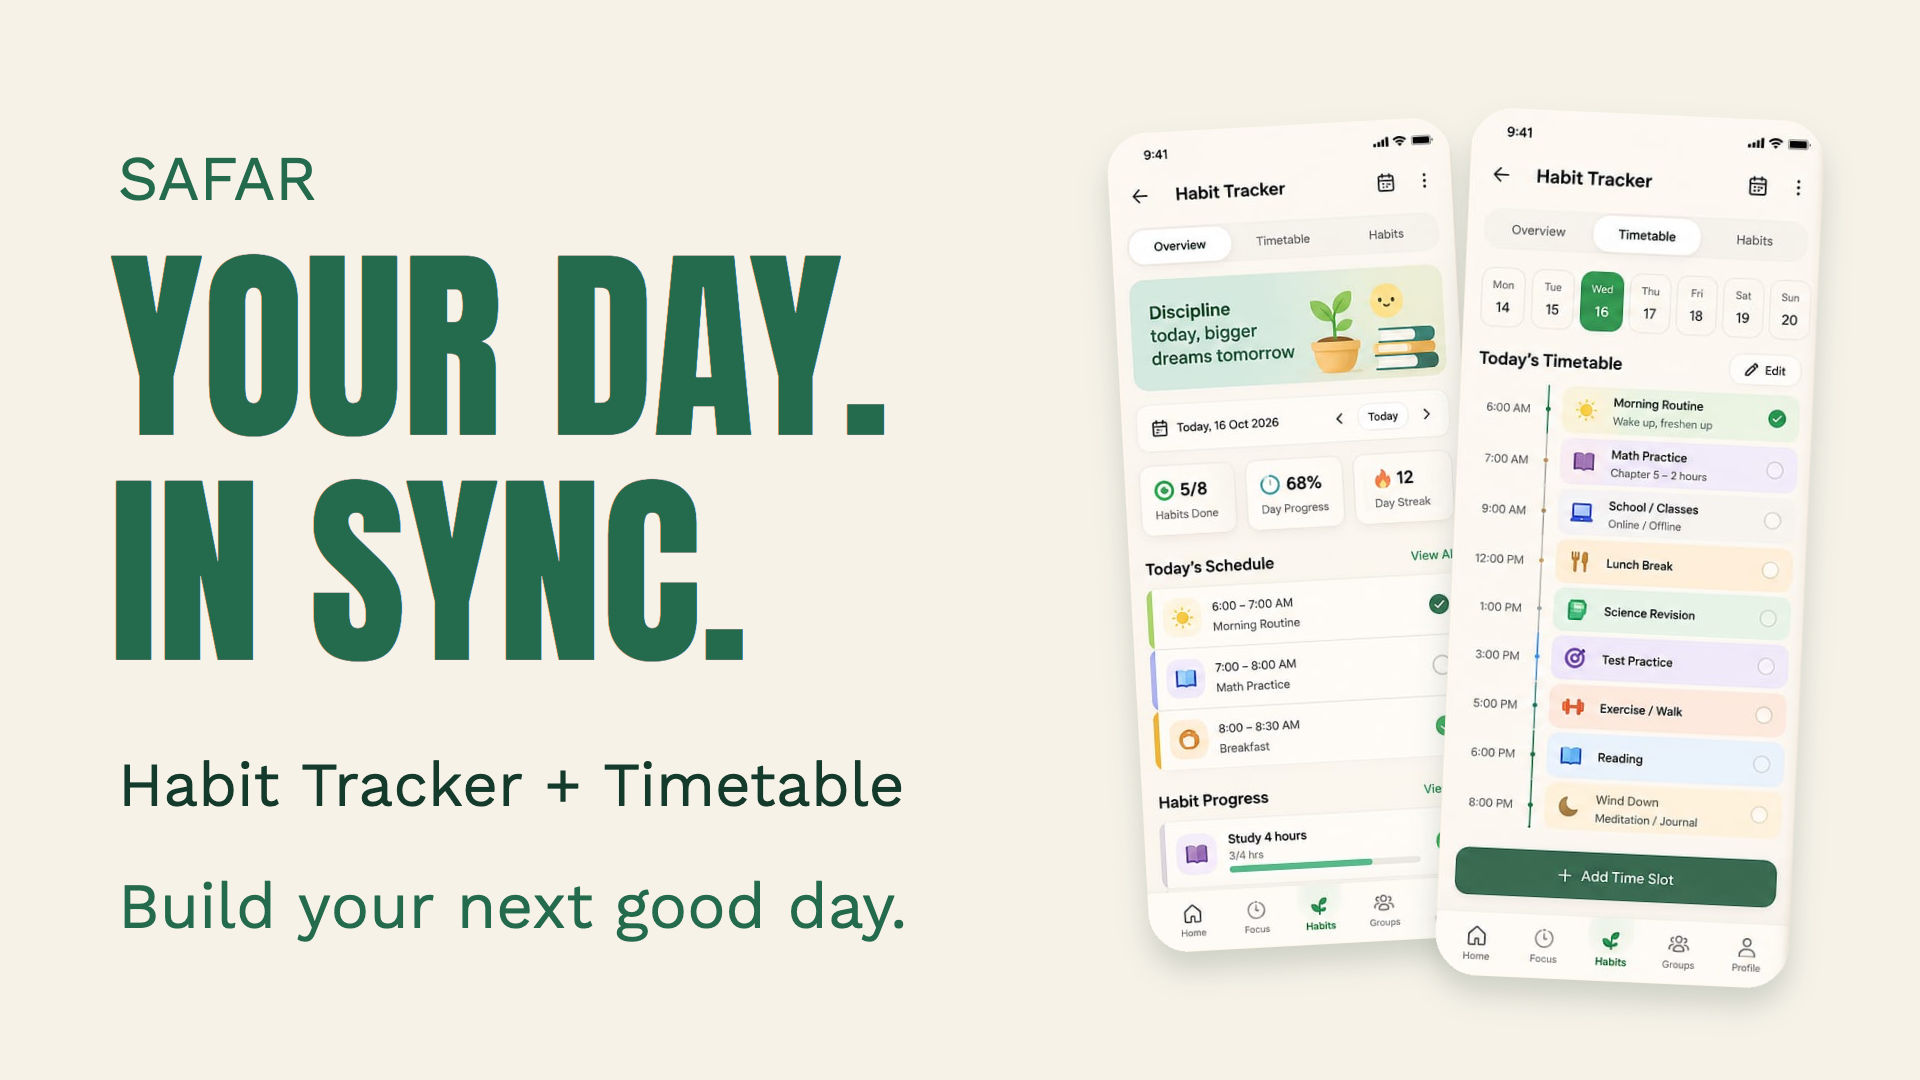 SAFAR
YOUR DAY.
IN SYNC.
Habit Tracker + Timetable
Build your next good day.
9:41
Habit Tracker
Overview
Timetable
Habits
Discipline
today, bigger
dreams tomorrow
Today, 16 Oct 2026
Today
5/8
Habits Done
68%
Day Progress
12
Day Streak
Today's Schedule
View Al
6:00 – 7:00 AM
Morning Routine
7:00 – 8:00 AM
Math Practice
8:00 – 8:30 AM
Breakfast
Habit Progress
Vie
Study 4 hours
3/4 hrs
Home
Focus
Habits
Groups
9:41
Habit Tracker
Overview
Timetable
Habits
Mon
14
Tue
15
Wed
16
Thu
17
Fri
18
Sat
19
Sun
20
Today's Timetable
Edit
6:00 AM
Morning Routine
Wake up, freshen up
7:00 AM
Math Practice
Chapter 5 – 2 hours
9:00 AM
School / Classes
Online / Offline
12:00 PM
Lunch Break
1:00 PM
Science Revision
3:00 PM
Test Practice
5:00 PM
Exercise / Walk
6:00 PM
Reading
8:00 PM
Wind Down
Meditation / Journal
+ Add Time Slot
Home
Focus
Habits
Groups
Profile